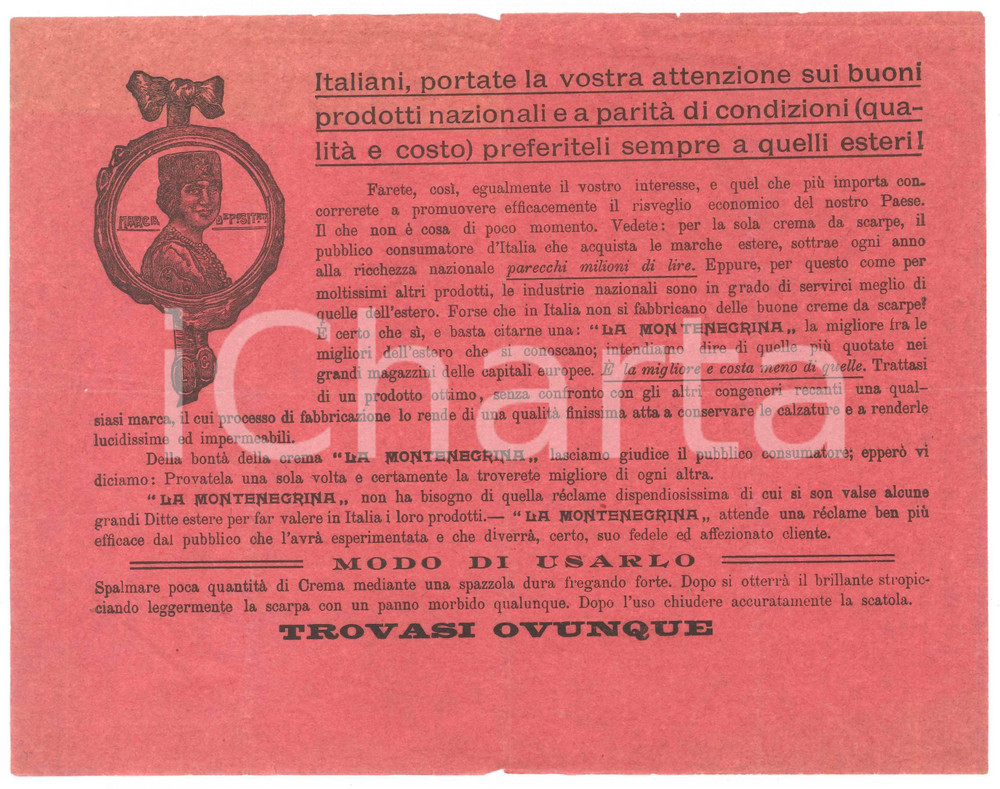 Italiani, portate la vostra attenzione sui buoni
prodotti nazionali e a parità di condizioni (qua-
lità e costo) preferiteli sempre a quelli esteri!
MARCA DEPOSITATA
Farete, così, egualmente il vostro interesse, e quel che più importa con-
correrete a promuovere efficacemente il risveglio economico del nostro Paese.
Il che non è cosa di poco momento. Vedete: per la sola crema da scarpe, il
pubblico consumatore d'Italia che acquista le marche estere, sottrae ogni anno
alla ricchezza nazionale parecchi milioni di lire. Eppure, per questo come per
moltissimi altri prodotti, le industrie nazionali sono in grado di servirci meglio di
quelle dell'estero. Forse che in Italia non si fabbricano delle buone creme da scarpe?
È certo che sì, e basta citarne una: "LA MONTENEGRINA„ la migliore fra le
migliori dell'estero che si conoscano; intendiamo dire di quelle più quotate nei
grandi magazzini delle capitali europee. È la migliore e costa meno di quelle. Trattasi
di un prodotto ottimo, senza confronto con gli altri congeneri recanti una qual-
siasi marca, il cui processo di fabbricazione lo rende di una qualità finissima atta a conservare le calzature e a renderle
lucidissime ed impermeabili.
Della bontà della crema "LA MONTENEGRINA„ lasciamo giudice il pubblico consumatore; epperò vi
diciamo: Provatela una sola volta e certamente la troverete migliore di ogni altra.
"LA MONTENEGRINA„ non ha bisogno di quella réclame dispendiosissima di cui si son valse alcune
grandi Ditte estere per far valere in Italia i loro prodotti.— "LA MONTENEGRINA„ attende una réclame ben più
efficace dal pubblico che l'avrà esperimentata e che diverrà, certo, suo fedele ed affezionato cliente.
MODO DI USARLO
Spalmare poca quantità di Crema mediante una spazzola dura fregando forte. Dopo si otterrà il brillante stropic-
ciando leggermente la scarpa con un panno morbido qualunque. Dopo l'uso chiudere accuratamente la scatola.
TROVASI OVUNQUE
iCharta